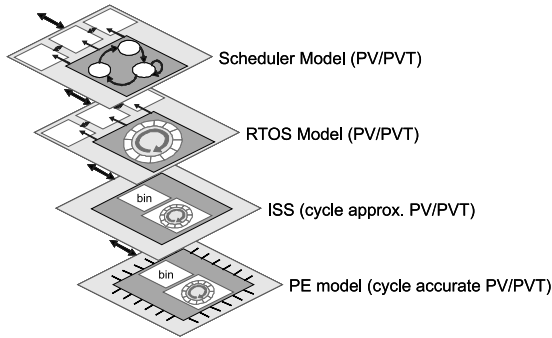 Scheduler Model (PV/PVT)
RTOS Model (PV/PVT)
bin
ISS (cycle approx. PV/PVT)
bin
PE model (cycle accurate PV/PVT)